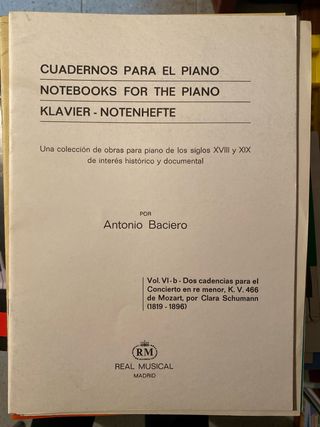 CUADERNOS PARA EL PIANO
NOTEBOOKS FOR THE PIANO
KLAVIER - NOTENHEFTE
Una colección de obras para piano de los siglos XVIII y XIX
de interés histórico y documental
POR
Antonio Baciero
Vol. VI-b - Dos cadencias para el
Concierto en re menor, K. V. 466
de Mozart, por Clara Schumann
(1819 - 1896)
RM
REAL MUSICAL
MADRID